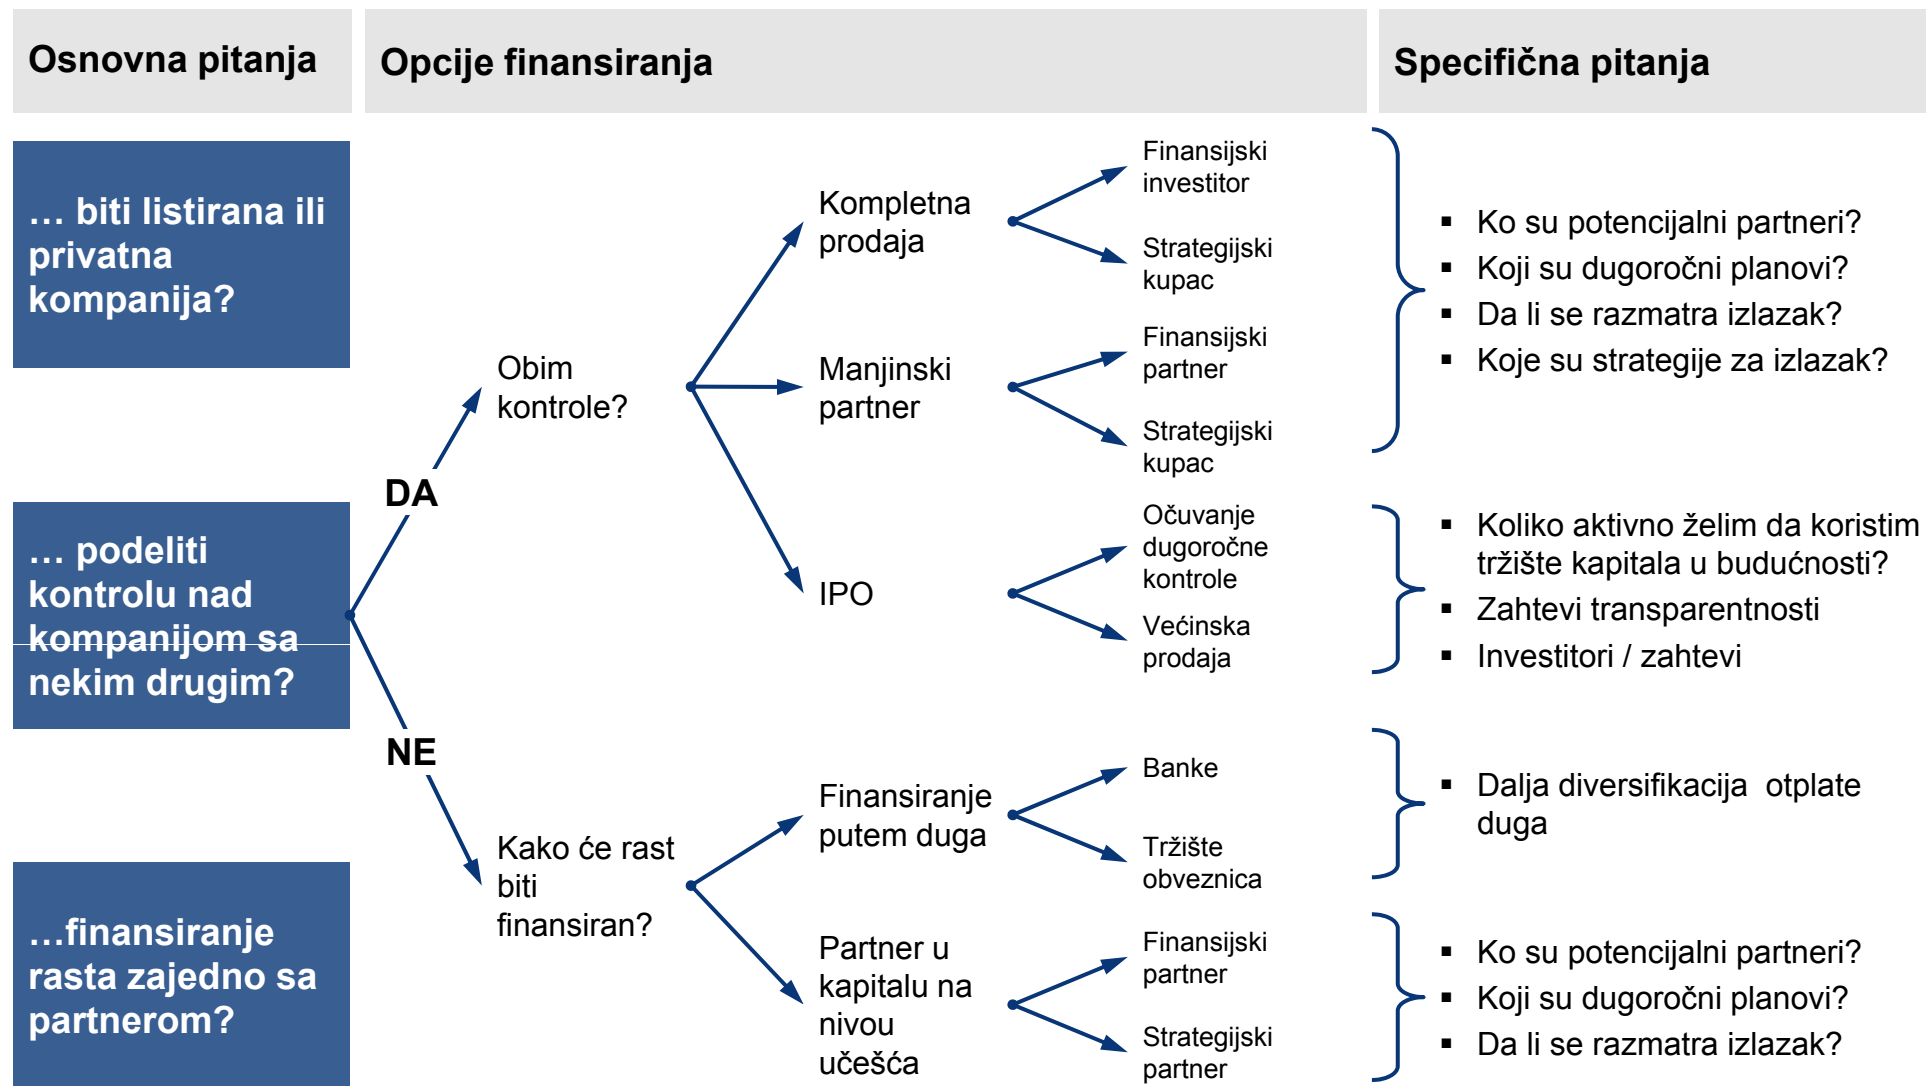 Osnovna pitanja
Opcije finansiranja
Specifična pitanja
… biti listirana ili
privatna
kompanija?
… podeliti
kontrolu nad
kompanijom sa
nekim drugim?
…finansiranje
rasta zajedno sa
partnerom?
DA
NE
Obim
kontrole?
Kako će rast
biti
finansiran?
Kompletna
prodaja
Manjinski
partner
IPO
Finansiranje
putem duga
Partner u
kapitalu na
nivou
učešća
Finansijski
investitor
Strategijski
kupac
Finansijski
partner
Strategijski
kupac
Očuvanje
dugoročne
kontrole
Većinska
prodaja
Banke
Tržište
obveznica
Finansijski
partner
Strategijski
partner
▪ Ko su potencijalni partneri?
▪ Koji su dugoročni planovi?
▪ Da li se razmatra izlazak?
▪ Koje su strategije za izlazak?
▪ Koliko aktivno želim da koristim
tržište kapitala u budućnosti?
▪ Zahtevi transparentnosti
▪ Investitori / zahtevi
▪ Dalja diversifikacija  otplate
duga
▪ Ko su potencijalni partneri?
▪ Koji su dugoročni planovi?
▪ Da li se razmatra izlazak?